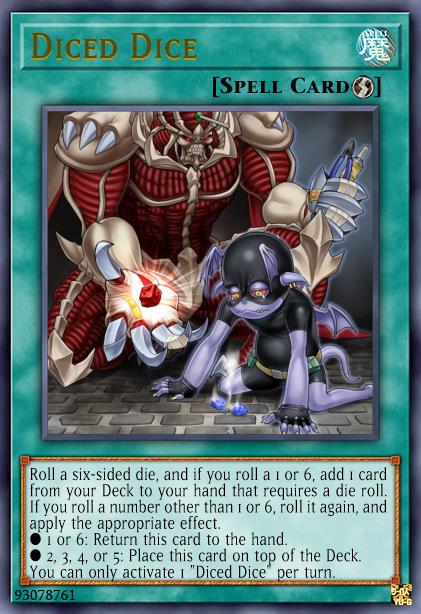 Diced Dice
SPELL
魔
[Spell Card]
Roll a six-sided die, and if you roll a 1 or 6, add 1 card
from your Deck to your hand that requires a die roll.
If you roll a number other than 1 or 6, roll it again, and
apply the appropriate effect.
● 1 or 6: Return this card to the hand.
● 2, 3, 4, or 5: Place this card on top of the Deck.
You can only activate 1 "Diced Dice" per turn.
93078761